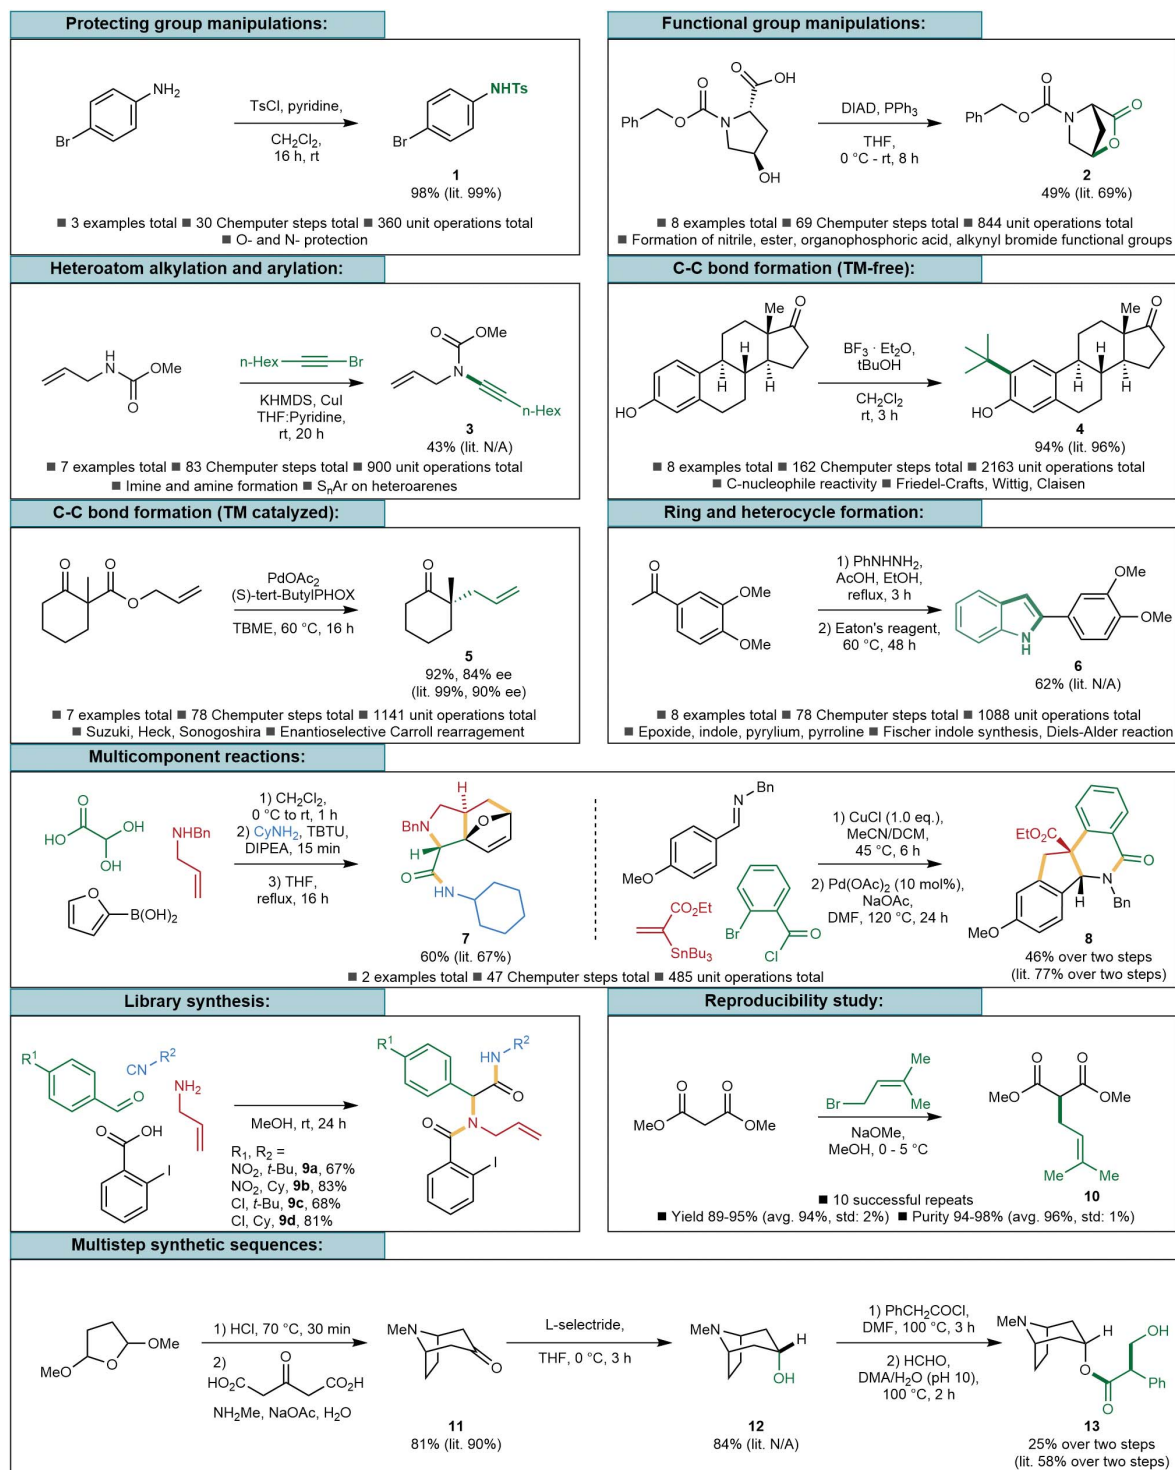 Protecting group manipulations:
NH₂
Br
TsCl, pyridine,
CH₂Cl₂,
16 h, rt
NHTs
Br
1
98% (lit. 99%)
■ 3 examples total ■ 30 Chemputer steps total ■ 360 unit operations total
■ O- and N- protection
Functional group manipulations:
O
O
OH
Ph
O
N
OH
DIAD, PPh₃
THF,
0 °C - rt, 8 h
O
O
Ph
O
N
O
2
49% (lit. 69%)
■ 8 examples total ■ 69 Chemputer steps total ■ 844 unit operations total
■ Formation of nitrile, ester, organophosphoric acid, alkynyl bromide functional groups
Heteroatom alkylation and arylation:
H
N
OMe
O
n-Hex
Br
KHMDS, CuI
THF:Pyridine,
rt, 20 h
O
OMe
N
n-Hex
3
43% (lit. N/A)
■ 7 examples total ■ 83 Chemputer steps total ■ 900 unit operations total
■ Imine and amine formation ■ SₙAr on heteroarenes
C-C bond formation (TM-free):
Me
O
H
H
H
HO
BF₃ · Et₂O,
tBuOH
CH₂Cl₂
rt, 3 h
Me
O
H
H
H
HO
4
94% (lit. 96%)
■ 8 examples total ■ 162 Chemputer steps total ■ 2163 unit operations total
■ C-nucleophile reactivity ■ Friedel-Crafts, Wittig, Claisen
C-C bond formation (TM catalyzed):
O
O
O
PdOAc₂
(S)-tert-ButylPHOX
TBME, 60 °C, 16 h
O
5
92%, 84% ee
(lit. 99%, 90% ee)
■ 7 examples total ■ 78 Chemputer steps total ■ 1141 unit operations total
■ Suzuki, Heck, Sonogoshira ■ Enantioselective Carroll rearragement
Ring and heterocycle formation:
O
OMe
OMe
1) PhNHNH₂,
AcOH, EtOH,
reflux, 3 h
2) Eaton's reagent,
60 °C, 48 h
OMe
OMe
N
H
6
62% (lit. N/A)
■ 8 examples total ■ 78 Chemputer steps total ■ 1088 unit operations total
■ Epoxide, indole, pyrylium, pyrroline ■ Fischer indole synthesis, Diels-Alder reaction
Multicomponent reactions:
O
OH
HO
OH
NHBn
O
B(OH)₂
1) CH₂Cl₂,
0 °C to rt, 1 h
2) CyNH₂, TBTU,
DIPEA, 15 min
3) THF,
reflux, 16 h
H
BnN
O
H
O
NH
7
60% (lit. 67%)
N
Bn
MeO
CO₂Et
SnBu₃
Br
O
Cl
1) CuCl (1.0 eq.),
MeCN/DCM,
45 °C, 6 h
2) Pd(OAc)₂ (10 mol%),
NaOAc,
DMF, 120 °C, 24 h
EtO₂C
O
N
Bn
H
MeO
8
46% over two steps
(lit. 77% over two steps)
■ 2 examples total ■ 47 Chemputer steps total ■ 485 unit operations total
Library synthesis:
R¹
CN
R²
NH₂
O
O
OH
I
MeOH, rt, 24 h
R₁, R₂ =
NO₂, t-Bu, 9a, 67%
NO₂, Cy, 9b, 83%
Cl, t-Bu, 9c, 68%
Cl, Cy, 9d, 81%
R¹
HN
R²
O
O
N
I
Reproducibility study:
O
O
MeO
OMe
Me
Br
Me
NaOMe,
MeOH, 0 - 5 °C
O
O
MeO
OMe
Me
Me
10
■ 10 successful repeats
■ Yield 89-95% (avg. 94%, std: 2%) ■ Purity 94-98% (avg. 96%, std: 1%)
Multistep synthetic sequences:
OMe
MeO
O
1) HCl, 70 °C, 30 min
2)
O
HO₂C
CO₂H
NH₂Me, NaOAc, H₂O
MeN
O
11
81% (lit. 90%)
L-selectride,
THF, 0 °C, 3 h
MeN
H
OH
12
84% (lit. N/A)
1) PhCH₂COCl,
DMF, 100 °C, 3 h
2) HCHO,
DMA/H₂O (pH 10),
100 °C, 2 h
MeN
H
OH
O
Ph
O
13
25% over two steps
(lit. 58% over two steps)